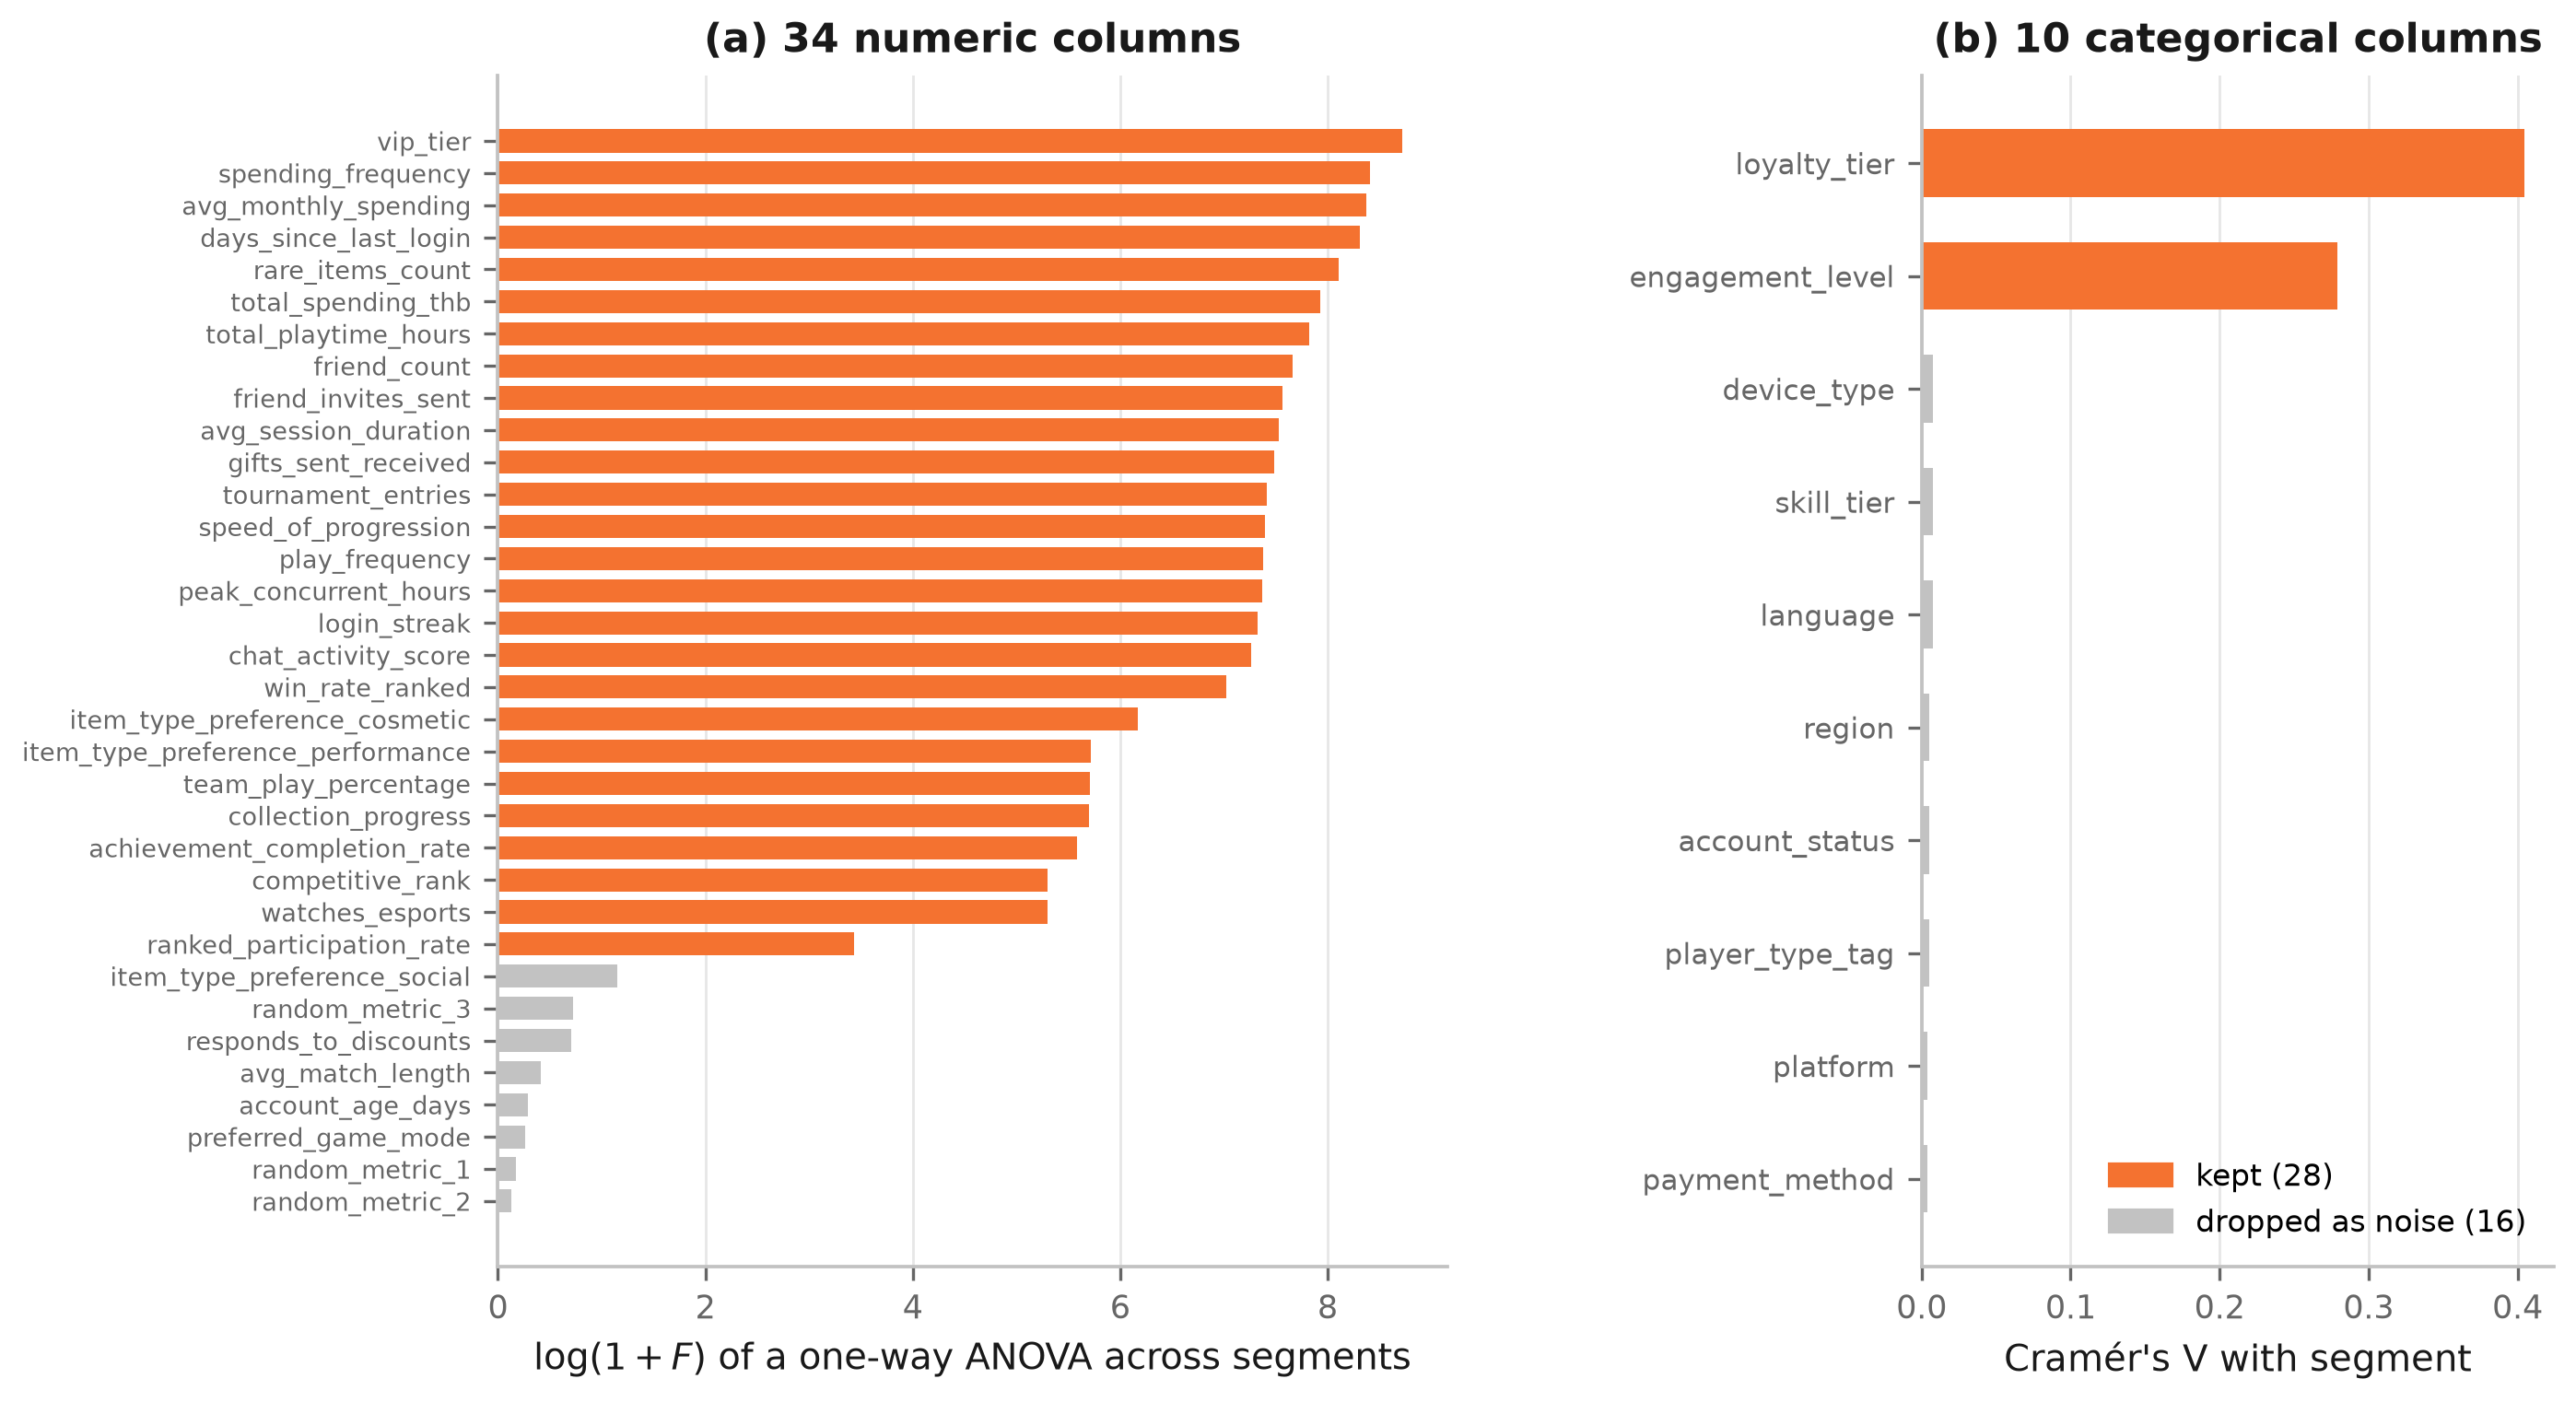 (a) 34 numeric columns
vip_tier
spending_frequency
avg_monthly_spending
days_since_last_login
rare_items_count
total_spending_thb
total_playtime_hours
friend_count
friend_invites_sent
avg_session_duration
gifts_sent_received
tournament_entries
speed_of_progression
play_frequency
peak_concurrent_hours
login_streak
chat_activity_score
win_rate_ranked
item_type_preference_cosmetic
item_type_preference_performance
team_play_percentage
collection_progress
achievement_completion_rate
competitive_rank
watches_esports
ranked_participation_rate
item_type_preference_social
random_metric_3
responds_to_discounts
avg_match_length
account_age_days
preferred_game_mode
random_metric_1
random_metric_2
0 2 4 6 8
log(1 + F) of a one-way ANOVA across segments
(b) 10 categorical columns
loyalty_tier
engagement_level
device_type
skill_tier
language
region
account_status
player_type_tag
platform
payment_method
kept (28)
dropped as noise (16)
0.0 0.1 0.2 0.3 0.4
Cramér's V with segment